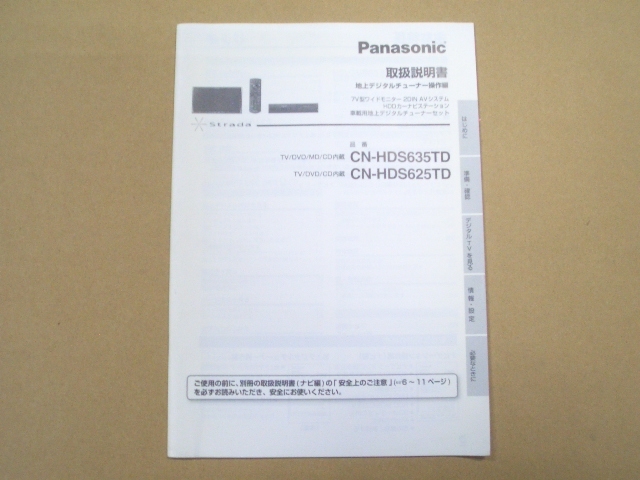 Panasonic
取扱説明書
地上デジタルチューナー操作編
7V型ワイドモニター 2DIN AVシステム
HDDカーナビステーション
車載用地上デジタルチューナーセット
Strada
品番
TV/DVD/MD/CD内蔵 CN-HDS635TD
TV/DVD/CD内蔵 CN-HDS625TD
はじめに
準備・確認
デジタルTVを見る
情報・設定
必要なときに
ご使用の前に、別冊の取扱説明書(ナビ編)の「安全上のご注意」(☞6～11ページ)
を必ずお読みいただき、安全にお使いください。